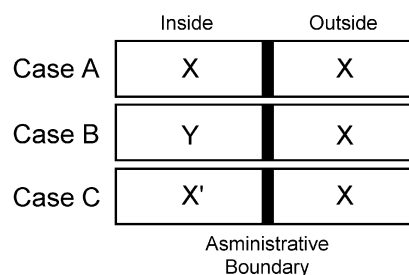 Inside Outside
Case A X X
Case B Y X
Case C X' X
Asministrative
Boundary